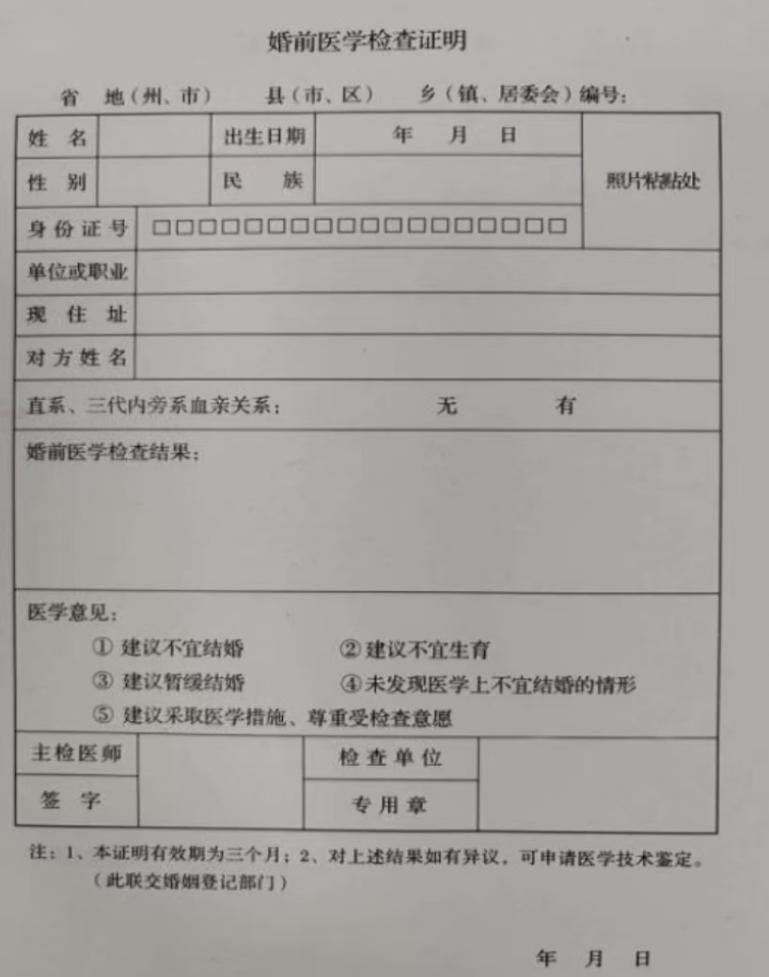 婚前医学检查证明
省 地（州、市） 县（市、区） 乡（镇、居委会）编号：
姓 名 出生日期 年 月 日
照片粘贴处
性 别 民 族
身份证号 □□□□□□□□□□□□□□□□□□
单位或职业
现 住 址
对方姓名
直系、三代内旁系血亲关系： 无 有
婚前医学检查结果：
医学意见：
① 建议不宜结婚 ② 建议不宜生育
③ 建议暂缓结婚 ④ 未发现医学上不宜结婚的情形
⑤ 建议采取医学措施、尊重受检查意愿
主检医师 检查单位
签 字 专用章
注：1、本证明有效期为三个月；2、对上述结果如有异议，可申请医学技术鉴定。
（此联交婚姻登记部门）
年 月 日